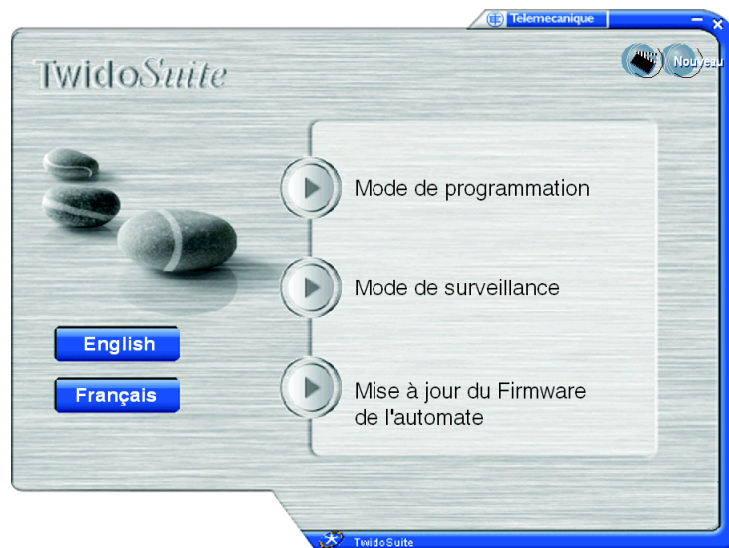 Telemecanique
TwidoSuite
Nouveau
Mode de programmation
Mode de surveillance
English
Français
Mise à jour du Firmware
de l'automate
TwidoSuite